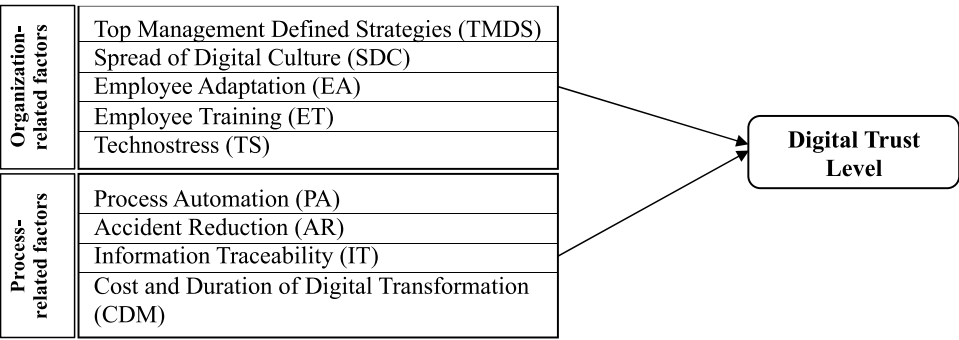 Organization-
related factors
Top Management Defined Strategies (TMDS)
Spread of Digital Culture (SDC)
Employee Adaptation (EA)
Employee Training (ET)
Technostress (TS)
Process-
related factors
Process Automation (PA)
Accident Reduction (AR)
Information Traceability (IT)
Cost and Duration of Digital Transformation
(CDM)
Digital Trust
Level